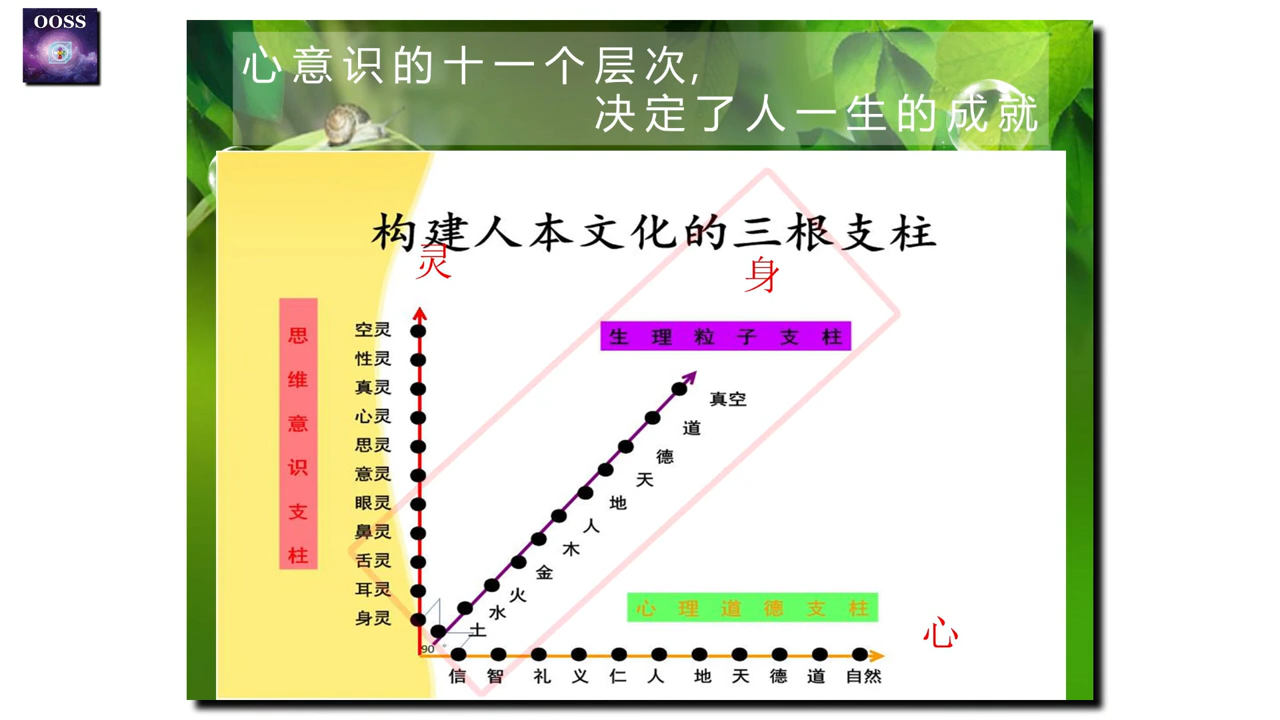 OOSS
心意识的十一个层次,
决定了人一生的成就
构建人本文化的三根支柱
灵
身
思维意识支柱
生理粒子支柱
空灵
性灵
真灵
心灵
思灵
意灵
眼灵
鼻灵
舌灵
耳灵
身灵
真空
道
德
天
地
人
木
金
火
水
土
90
心理道德支柱
心
信 智 礼 义 仁 人 地 天 德 道 自然